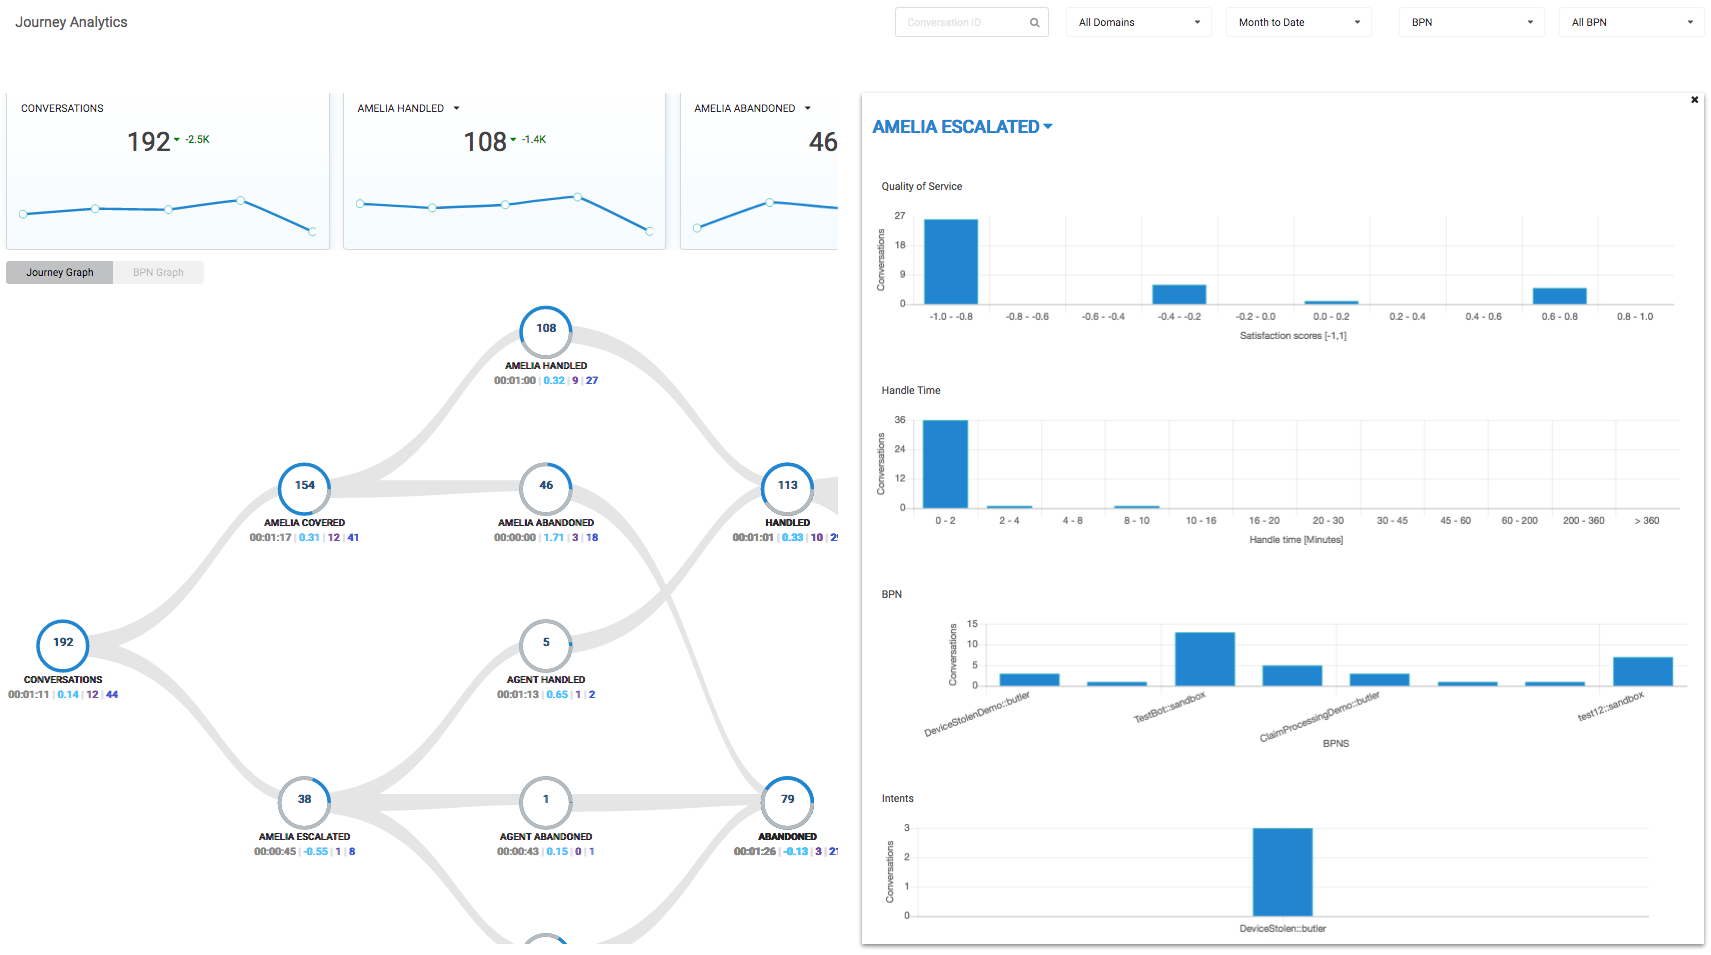 Journey Analytics
Conversation ID
All Domains
Month to Date
BPN
All BPN
CONVERSATIONS
192 -2.5K
AMELIA HANDLED
108 -1.4K
AMELIA ABANDONED
46
Journey Graph
BPN Graph
108
AMELIA HANDLED
00:01:00 | 0.32 | 9 | 27
154
AMELIA COVERED
00:01:17 | 0.31 | 12 | 41
46
AMELIA ABANDONED
00:00:00 | 1.71 | 3 | 18
113
HANDLED
00:01:01 | 0.33 | 10 |
192
CONVERSATIONS
00:01:11 | 0.14 | 12 | 44
5
AGENT HANDLED
00:01:13 | 0.65 | 1 | 2
38
AMELIA ESCALATED
00:00:45 | -0.55 | 1 | 8
1
AGENT ABANDONED
00:00:43 | 0.15 | 0 | 1
79
ABANDONED
00:01:26 | -0.13 | 3 | 21
AMELIA ESCALATED
Quality of Service
Conversations
27
18
9
0
-1.0 - -0.8
-0.8 - -0.6
-0.6 - -0.4
-0.4 - -0.2
-0.2 - 0.0
0.0 - 0.2
0.2 - 0.4
0.4 - 0.6
0.6 - 0.8
0.8 - 1.0
Satisfaction scores [-1,1]
Handle Time
Conversations
36
24
12
0
0 - 2
2 - 4
4 - 8
8 - 10
10 - 16
16 - 20
20 - 30
30 - 45
45 - 60
60 - 200
200 - 360
> 360
Handle time [Minutes]
BPN
Conversations
15
10
5
0
DeviceStolenDemo::butler
TestBot::sandbox
ClaimProcessingDemo::butler
test12::sandbox
BPNS
Intents
Conversations
3
2
1
0
DeviceStolen::butler